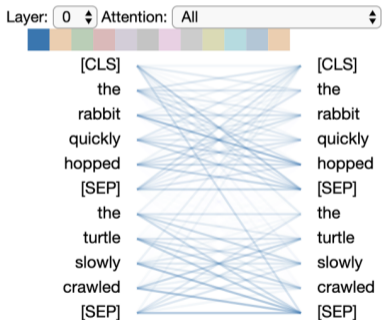 Layer: 0 Attention: All
[CLS] [CLS]
the the
rabbit rabbit
quickly quickly
hopped hopped
[SEP] [SEP]
the the
turtle turtle
slowly slowly
crawled crawled
[SEP] [SEP]